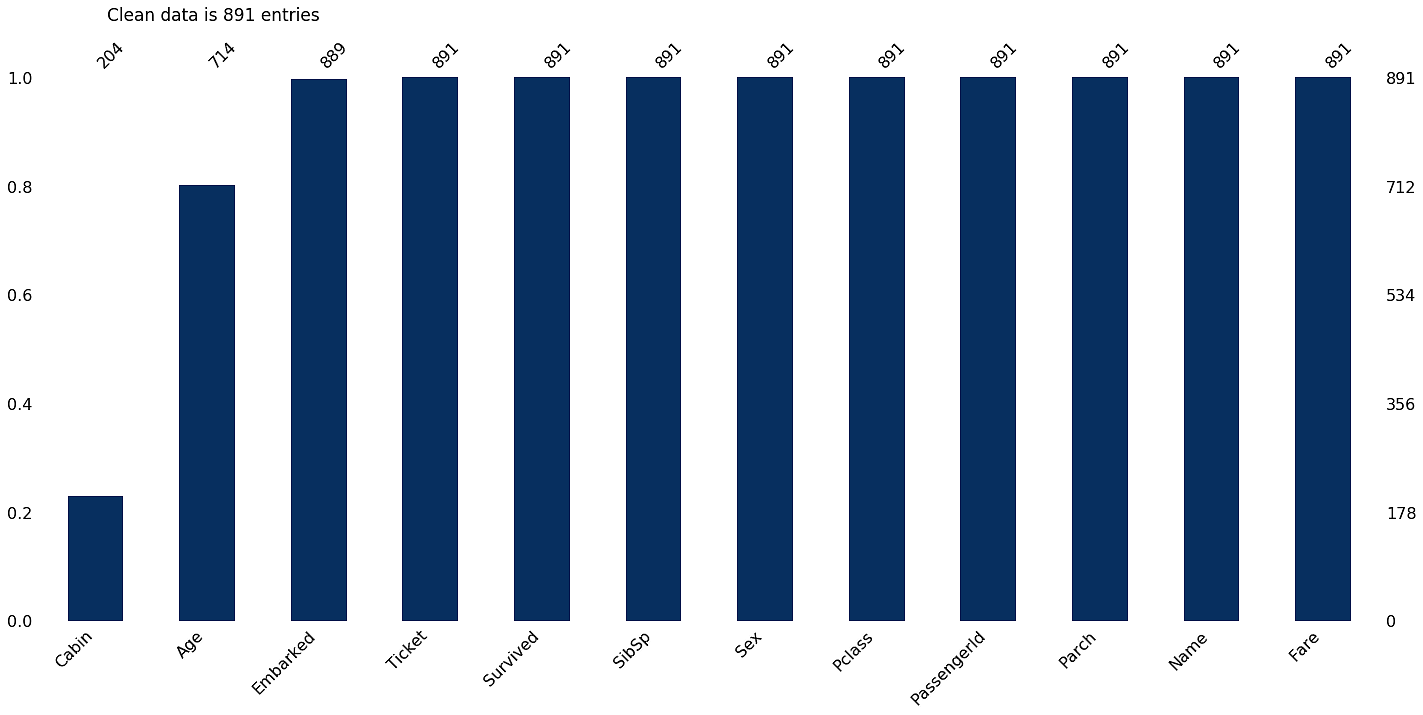 Clean data is 891 entries
204 714 889 891 891 891 891 891 891 891 891 891
1.0 891
0.8 712
0.6 534
0.4 356
0.2 178
0.0 0
Cabin Age Embarked Ticket Survived SibSp Sex Pclass PassengerId Parch Name Fare